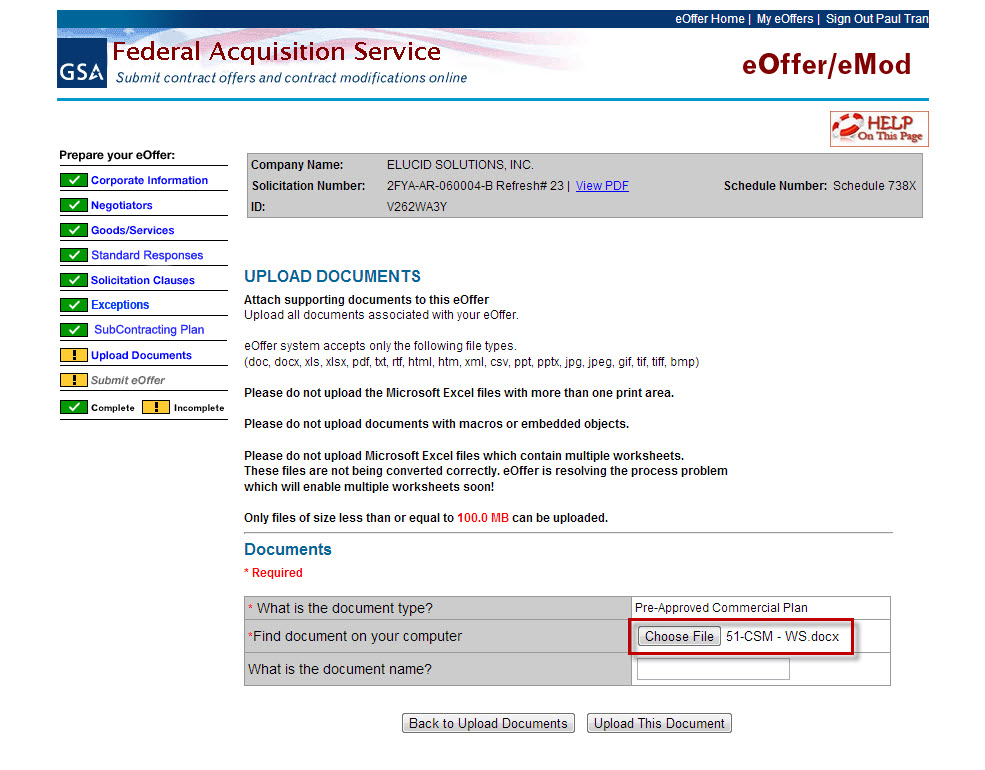 eOffer Home | My eOffers | Sign Out Paul Tran
GSA
Federal Acquisition Service
Submit contract offers and contract modifications online
eOffer/eMod
HELP
On This Page
Prepare your eOffer:
Corporate Information
Negotiators
Goods/Services
Standard Responses
Solicitation Clauses
Exceptions
SubContracting Plan
Upload Documents
Submit eOffer
Complete ! Incomplete
Company Name: ELUCID SOLUTIONS, INC.
Solicitation Number: 2FYA-AR-060004-B Refresh# 23 | View PDF Schedule Number: Schedule 738X
ID: V262WA3Y
UPLOAD DOCUMENTS
Attach supporting documents to this eOffer
Upload all documents associated with your eOffer.
eOffer system accepts only the following file types.
(doc, docx, xls, xlsx, pdf, txt, rtf, html, htm, xml, csv, ppt, pptx, jpg, jpeg, gif, tif, tiff, bmp)
Please do not upload the Microsoft Excel files with more than one print area.
Please do not upload documents with macros or embedded objects.
Please do not upload Microsoft Excel files which contain multiple worksheets.
These files are not being converted correctly. eOffer is resolving the process problem
which will enable multiple worksheets soon!
Only files of size less than or equal to 100.0 MB can be uploaded.
Documents
* Required
* What is the document type? Pre-Approved Commercial Plan
*Find document on your computer Choose File 51-CSM - WS.docx
What is the document name?
Back to Upload Documents Upload This Document